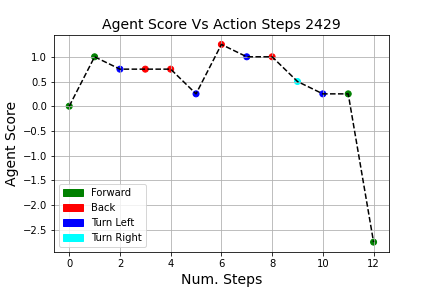 Agent Score Vs Action Steps 2429
Agent Score
1.0
0.5
0.0
−0.5
−1.0
−1.5
−2.0
−2.5
Forward
Back
Turn Left
Turn Right
0 2 4 6 8 10 12
Num. Steps